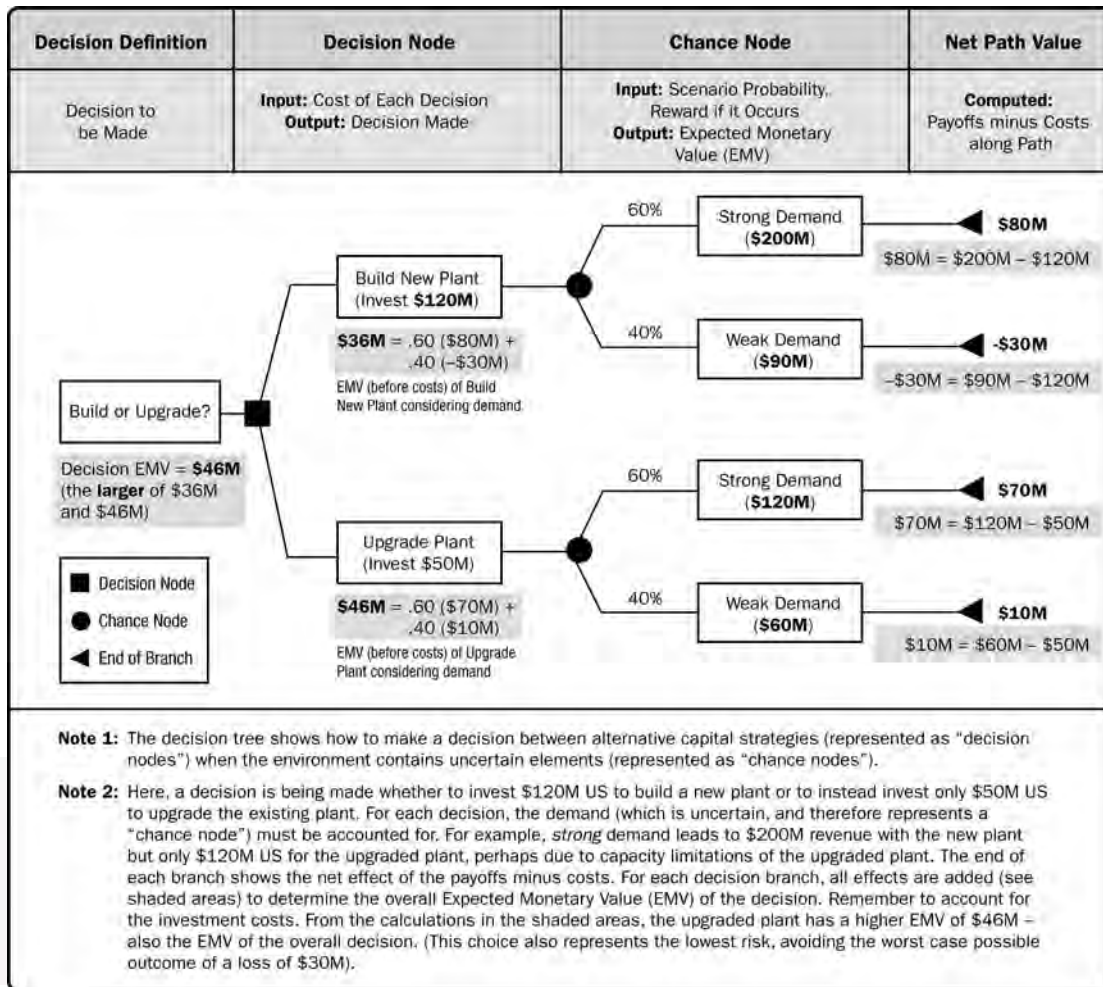 Decision Definition
Decision Node
Chance Node
Net Path Value
Decision to
be Made
Input: Cost of Each Decision
Output: Decision Made
Input: Scenario Probability,
Reward if it Occurs
Output: Expected Monetary
Value (EMV)
Computed:
Payoffs minus Costs
along Path
Build or Upgrade?
Decision EMV = $46M
(the larger of $36M
and $46M)
Decision Node
Chance Node
End of Branch
Build New Plant
(Invest $120M)
$36M = .60 ($80M) +
.40 (–$30M)
EMV (before costs) of Build
New Plant considering demand
60%
Strong Demand
($200M)
$80M
$80M = $200M – $120M
40%
Weak Demand
($90M)
-$30M
–$30M = $90M – $120M
Upgrade Plant
(Invest $50M)
$46M = .60 ($70M) +
.40 ($10M)
EMV (before costs) of Upgrade
Plant considering demand
60%
Strong Demand
($120M)
$70M
$70M = $120M – $50M
40%
Weak Demand
($60M)
$10M
$10M = $60M – $50M
Note 1: The decision tree shows how to make a decision between alternative capital strategies (represented as “decision
nodes”) when the environment contains uncertain elements (represented as “chance nodes”).
Note 2: Here, a decision is being made whether to invest $120M US to build a new plant or to instead invest only $50M US
to upgrade the existing plant. For each decision, the demand (which is uncertain, and therefore represents a
“chance node”) must be accounted for. For example, strong demand leads to $200M revenue with the new plant
but only $120M US for the upgraded plant, perhaps due to capacity limitations of the upgraded plant. The end of
each branch shows the net effect of the payoffs minus costs. For each decision branch, all effects are added (see
shaded areas) to determine the overall Expected Monetary Value (EMV) of the decision. Remember to account for
the investment costs. From the calculations in the shaded areas, the upgraded plant has a higher EMV of $46M –
also the EMV of the overall decision. (This choice also represents the lowest risk, avoiding the worst case possible
outcome of a loss of $30M).